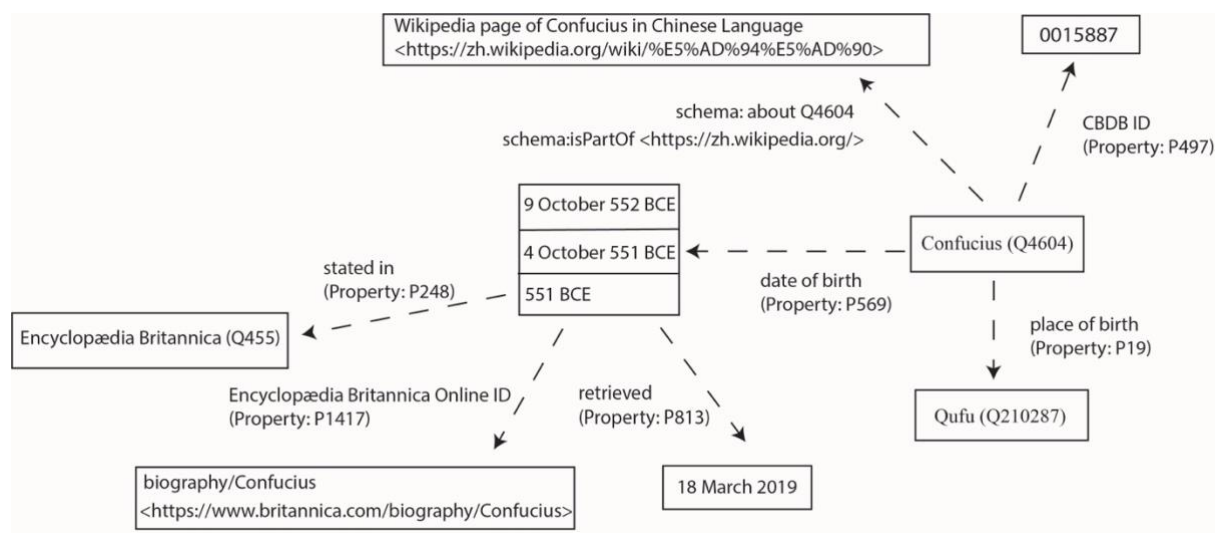 Wikipedia page of Confucius in Chinese Language
<https://zh.wikipedia.org/wiki/%E5%AD%94%E5%AD%90>
0015887
schema: about Q4604
schema:isPartOf <https://zh.wikipedia.org/>
CBDB ID
(Property: P497)
9 October 552 BCE
4 October 551 BCE
551 BCE
Confucius (Q4604)
date of birth
(Property: P569)
stated in
(Property: P248)
Encyclopædia Britannica (Q455)
place of birth
(Property: P19)
Encyclopædia Britannica Online ID
(Property: P1417)
retrieved
(Property: P813)
Qufu (Q210287)
biography/Confucius
<https://www.britannica.com/biography/Confucius>
18 March 2019